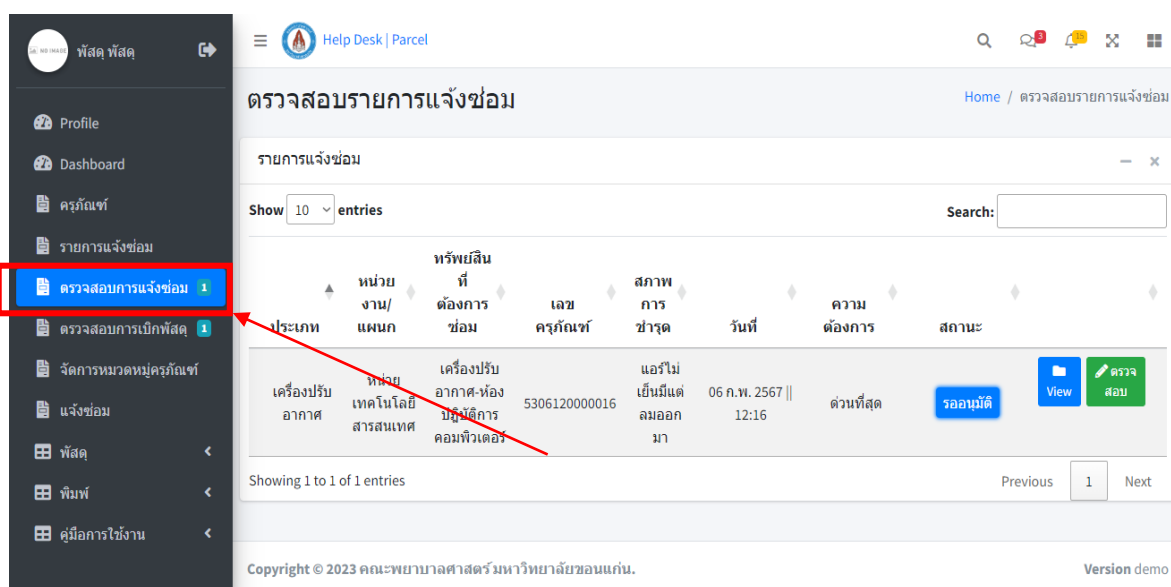 NO IMAGE
พัสดุ พัสดุ
Profile
Dashboard
ครุภัณฑ์
รายการแจ้งซ่อม
ตรวจสอบการแจ้งซ่อม 1
ตรวจสอบการเบิกพัสดุ 1
จัดการหมวดหมู่ครุภัณฑ์
แจ้งซ่อม
พัสดุ
พิมพ์
คู่มือการใช้งาน
Help Desk | Parcel
3
15
ตรวจสอบรายการแจ้งซ่อม
Home / ตรวจสอบรายการแจ้งซ่อม
รายการแจ้งซ่อม
Show 10 entries
Search:
ประเภท
หน่วย
งาน/
แผนก
ทรัพย์สิน
ที่
ต้องการ
ซ่อม
เลข
ครุภัณฑ์
สภาพ
การ
ชำรุด
วันที่
ความ
ต้องการ
สถานะ
เครื่องปรับ
อากาศ
หน่วย
เทคโนโลยี
สารสนเทศ
เครื่องปรับ
อากาศ-ห้อง
ปฏิบัติการ
คอมพิวเตอร์
5306120000016
แอร์ไม่
เย็นมีแต่
ลมออก
มา
06 ก.พ. 2567 ||
12:16
ด่วนที่สุด
รออนุมัติ
View
ตรวจ
สอบ
Showing 1 to 1 of 1 entries
Previous 1 Next
Copyright © 2023 คณะพยาบาลศาสตร์ มหาวิทยาลัยขอนแก่น.
Version demo